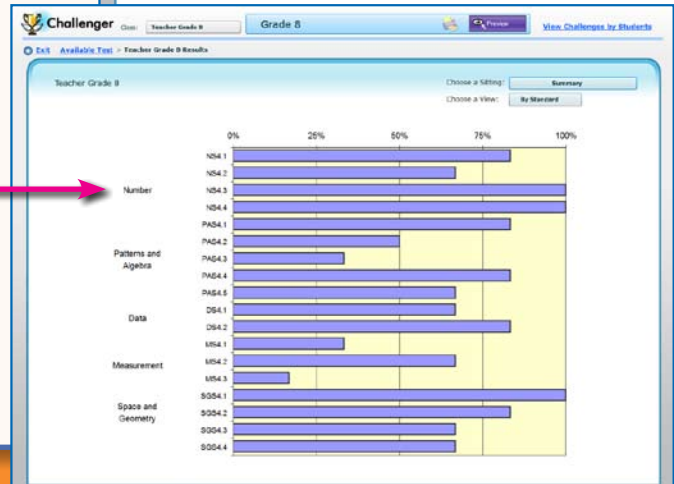 Challenger Class: Teacher Grade 8 Grade 8 Preview View Challenges by Students
Exit Available Test > Teacher Grade 8 Results
Teacher Grade 8 Choose a Sitting: Summary
Choose a View: By Standard
0% 25% 50% 75% 100%
Number
NS4.1
NS4.2
NS4.3
NS4.4
Patterns and
Algebra
PAS4.1
PAS4.2
PAS4.3
PAS4.4
PAS4.5
Data
DS4.1
DS4.2
Measurement
MS4.1
MS4.2
MS4.3
Space and
Geometry
SGS4.1
SGS4.2
SGS4.3
SGS4.4